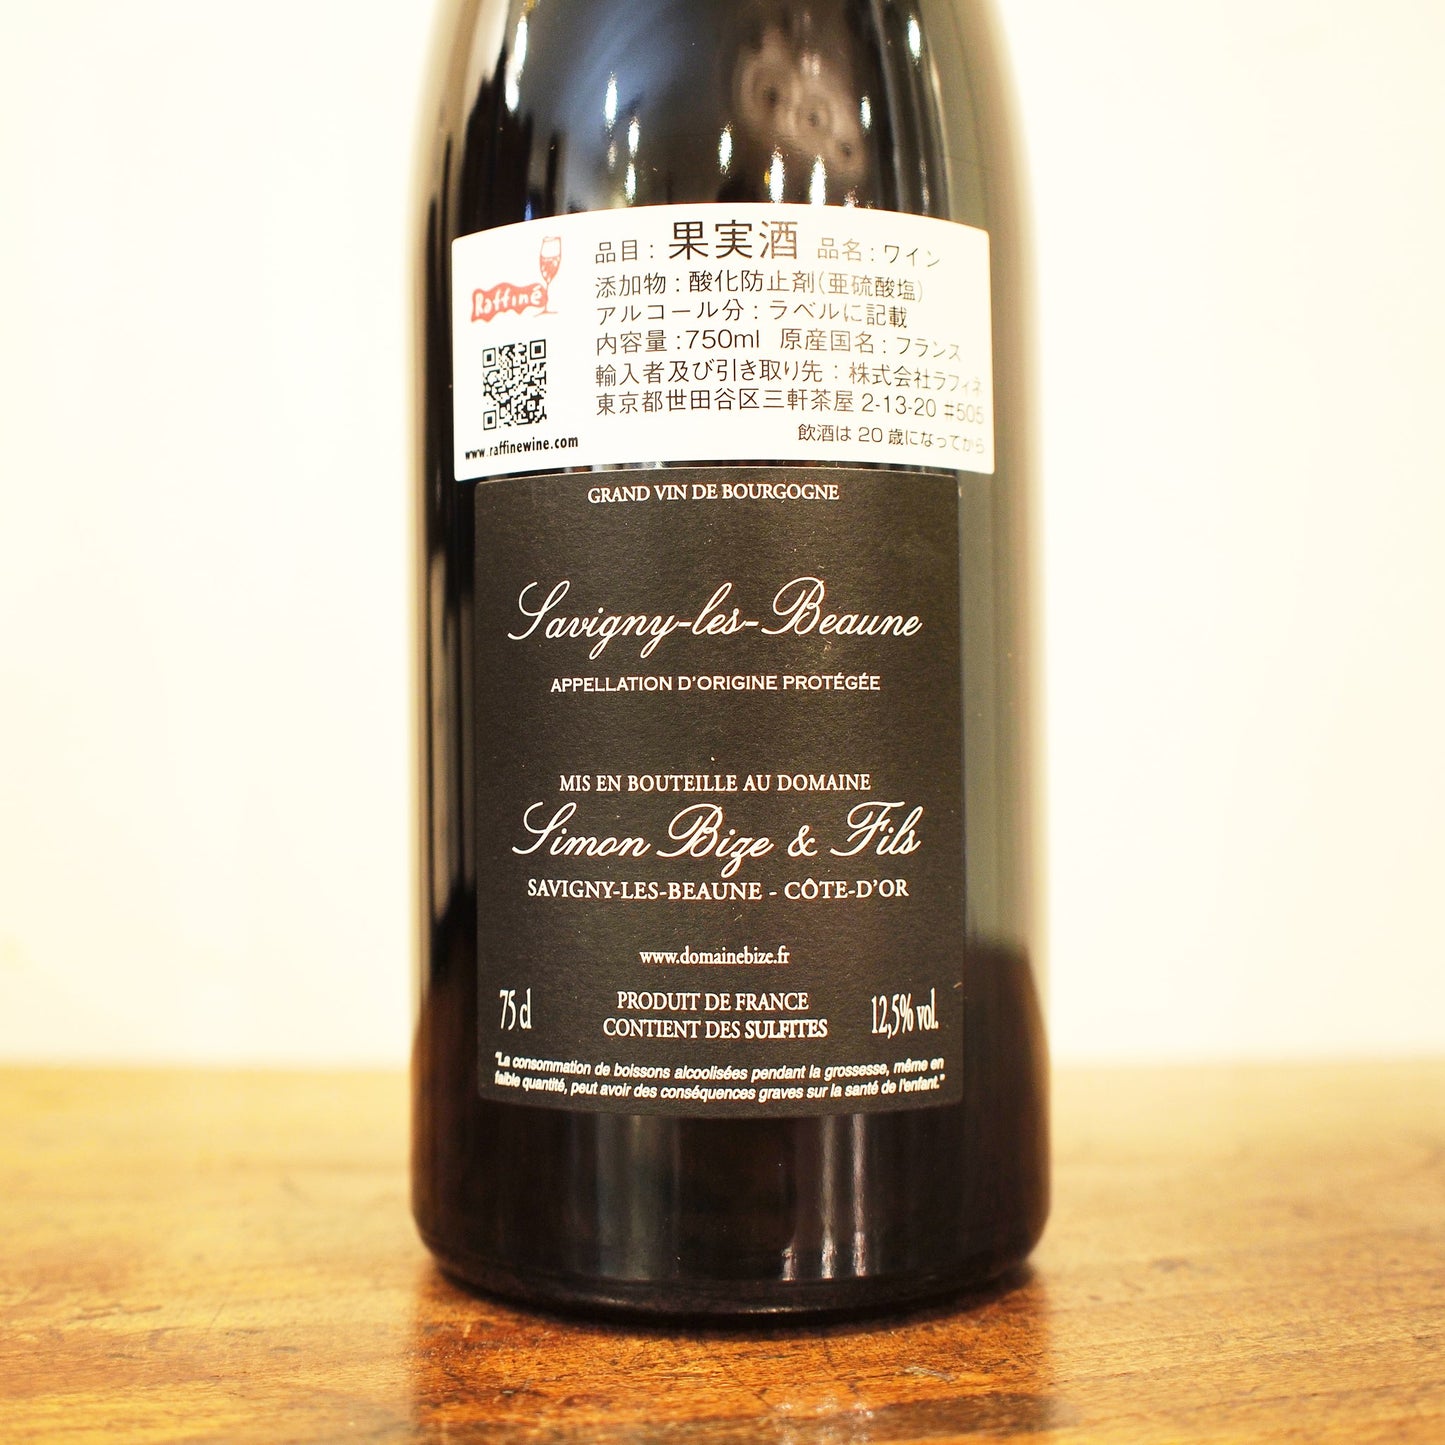 Raffiné
www.raffinewine.com
品目 : 果実酒 品名 : ワイン
添加物 : 酸化防止剤(亜硫酸塩)
アルコール分 : ラベルに記載
内容量 : 750ml 原産国名 : フランス
輸入者及び引き取り先 : 株式会社ラフィネ
東京都世田谷区三軒茶屋 2-13-20 #505
飲酒は 20 歳になってから
GRAND VIN DE BOURGOGNE
Savigny-les-Beaune
APPELLATION D'ORIGINE PROTÉGÉE
MIS EN BOUTEILLE AU DOMAINE
Simon Bize & Fils
SAVIGNY-LES-BEAUNE - CÔTE-D'OR
www.domainebize.fr
75 cl
PRODUIT DE FRANCE
CONTIENT DES SULFITES
12,5% vol.
"La consommation de boissons alcoolisées pendant la grossesse, même en
faible quantité, peut avoir des conséquences graves sur la santé de l'enfant."